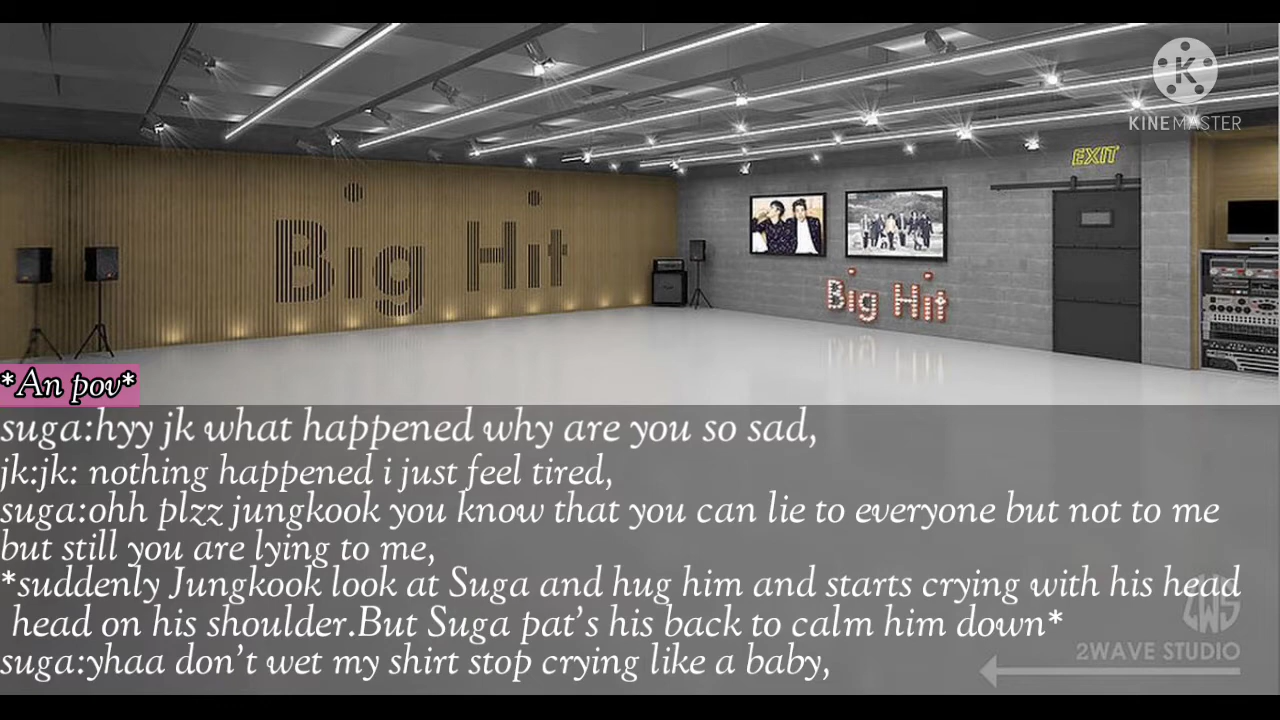 KINEMASTER
EXIT
Big Hit
Big Hit
*An pov*
suga:hyy jk what happened why are you so sad,
jk:jk: nothing happened i just feel tired,
suga:ohh plzz jungkook you know that you can lie to everyone but not to me
but still you are lying to me,
*suddenly Jungkook look at Suga and hug him and starts crying with his head
head on his shoulder.But Suga pat's his back to calm him down*
suga:yhaa don't wet my shirt stop crying like a baby,
2WAVE STUDIO